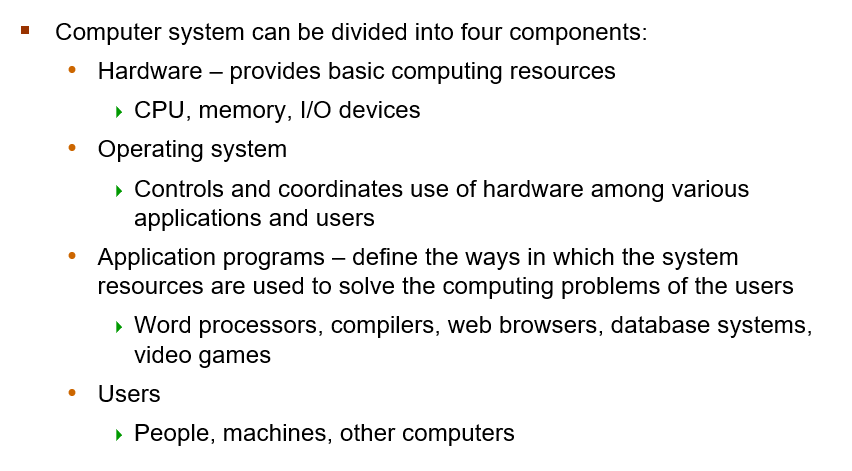 Computer system can be divided into four components:
Hardware – provides basic computing resources
CPU, memory, I/O devices
Operating system
Controls and coordinates use of hardware among various
applications and users
Application programs – define the ways in which the system
resources are used to solve the computing problems of the users
Word processors, compilers, web browsers, database systems,
video games
Users
People, machines, other computers